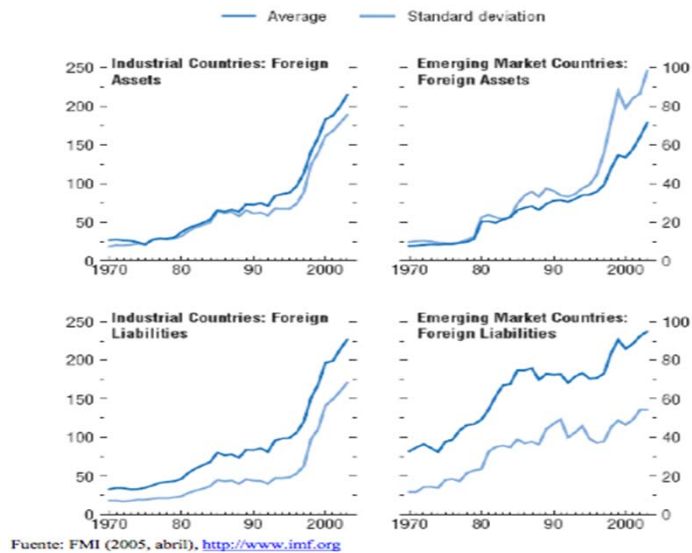 Average Standard deviation
Industrial Countries: Foreign
Assets
250
200
150
100
50
0
1970 80 90 2000
Emerging Market Countries:
Foreign Assets
100
80
60
40
20
0
1970 80 90 2000
Industrial Countries: Foreign
Liabilities
250
200
150
100
50
0
1970 80 90 2000
Emerging Market Countries:
Foreign Liabilities
100
80
60
40
20
0
1970 80 90 2000
Fuente: FMI (2005, abril), http://www.imf.org